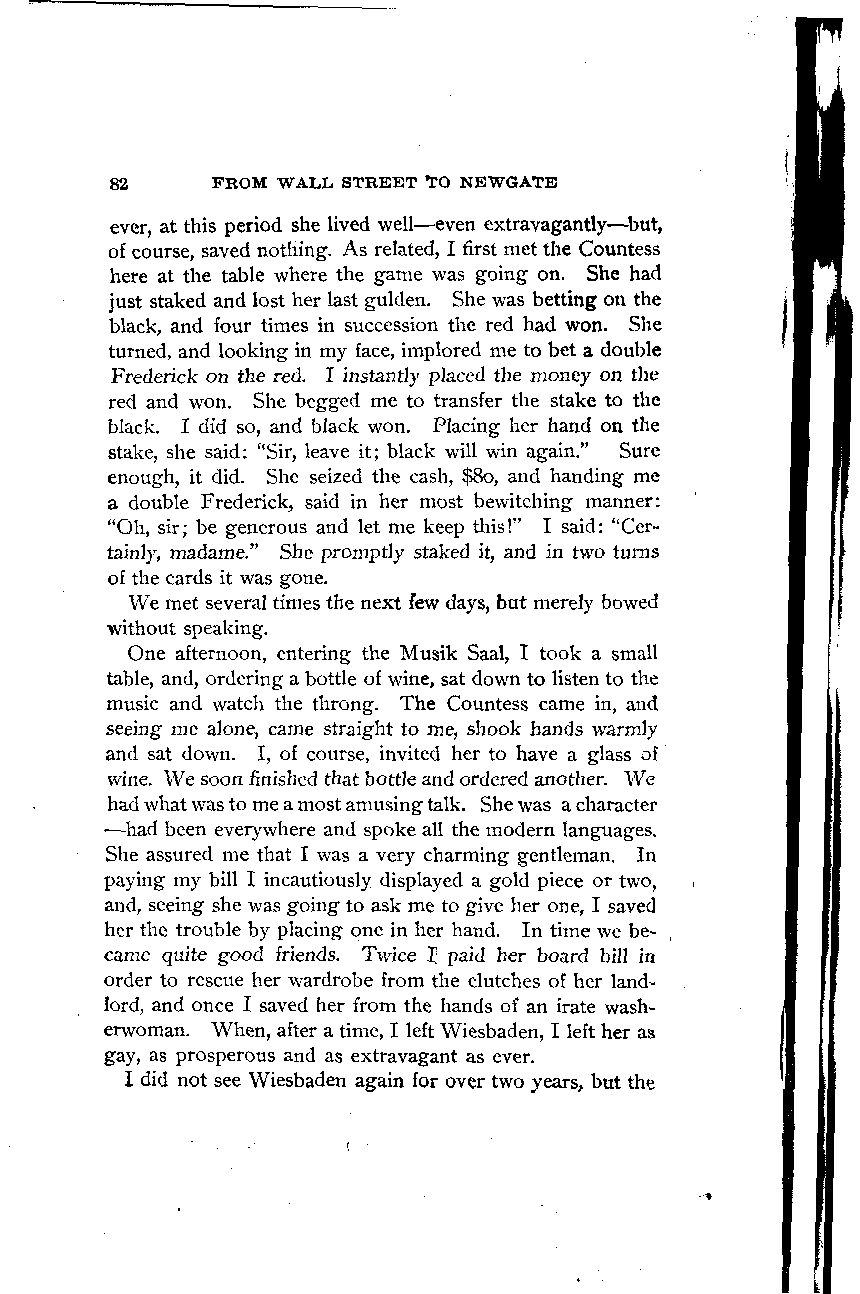 82 FROM WALL STREET TO NEWGATE
ever, at this period she lived well—even extravagantly—but,
of course, saved nothing. As related, I first met the Countess
here at the table where the game was going on. She had
just staked and lost her last gulden. She was betting on the
black, and four times in succession the red had won. She
turned, and looking in my face, implored me to bet a double
Frederick on the red. I instantly placed the money on the
red and won. She begged me to transfer the stake to the
black. I did so, and black won. Placing her hand on the
stake, she said: “Sir, leave it; black will win again.” Sure
enough, it did. She seized the cash, $80, and handing me
a double Frederick, said in her most bewitching manner:
“Oh, sir; be generous and let me keep this!” I said: “Cer-
tainly, madame.” She promptly staked it, and in two turns
of the cards it was gone.
We met several times the next few days, but merely bowed
without speaking.
One afternoon, entering the Musik Saal, I took a small
table, and, ordering a bottle of wine, sat down to listen to the
music and watch the throng. The Countess came in, and
seeing me alone, came straight to me, shook hands warmly
and sat down. I, of course, invited her to have a glass of
wine. We soon finished that bottle and ordered another. We
had what was to me a most amusing talk. She was a character
—had been everywhere and spoke all the modern languages.
She assured me that I was a very charming gentleman. In
paying my bill I incautiously displayed a gold piece or two,
and, seeing she was going to ask me to give her one, I saved
her the trouble by placing one in her hand. In time we be-
came quite good friends. Twice I paid her board bill in
order to rescue her wardrobe from the clutches of her land-
lord, and once I saved her from the hands of an irate wash-
erwoman. When, after a time, I left Wiesbaden, I left her as
gay, as prosperous and as extravagant as ever.
I did not see Wiesbaden again for over two years, but the